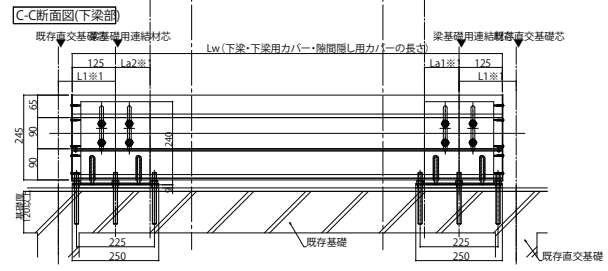 C-C断面図(下梁部)
既存直交基礎芯
梁基礎用連結材芯
梁基礎用連結材芯
既存直交基礎芯
Lw(下梁・下梁用カバー・隙間隠し用カバーの長さ)
125
La2※1
La1※1
125
L1※1
L1※1
65
245
90
90
240
基礎厚
120以上
225
250
既存基礎
225
250
既存直交基礎